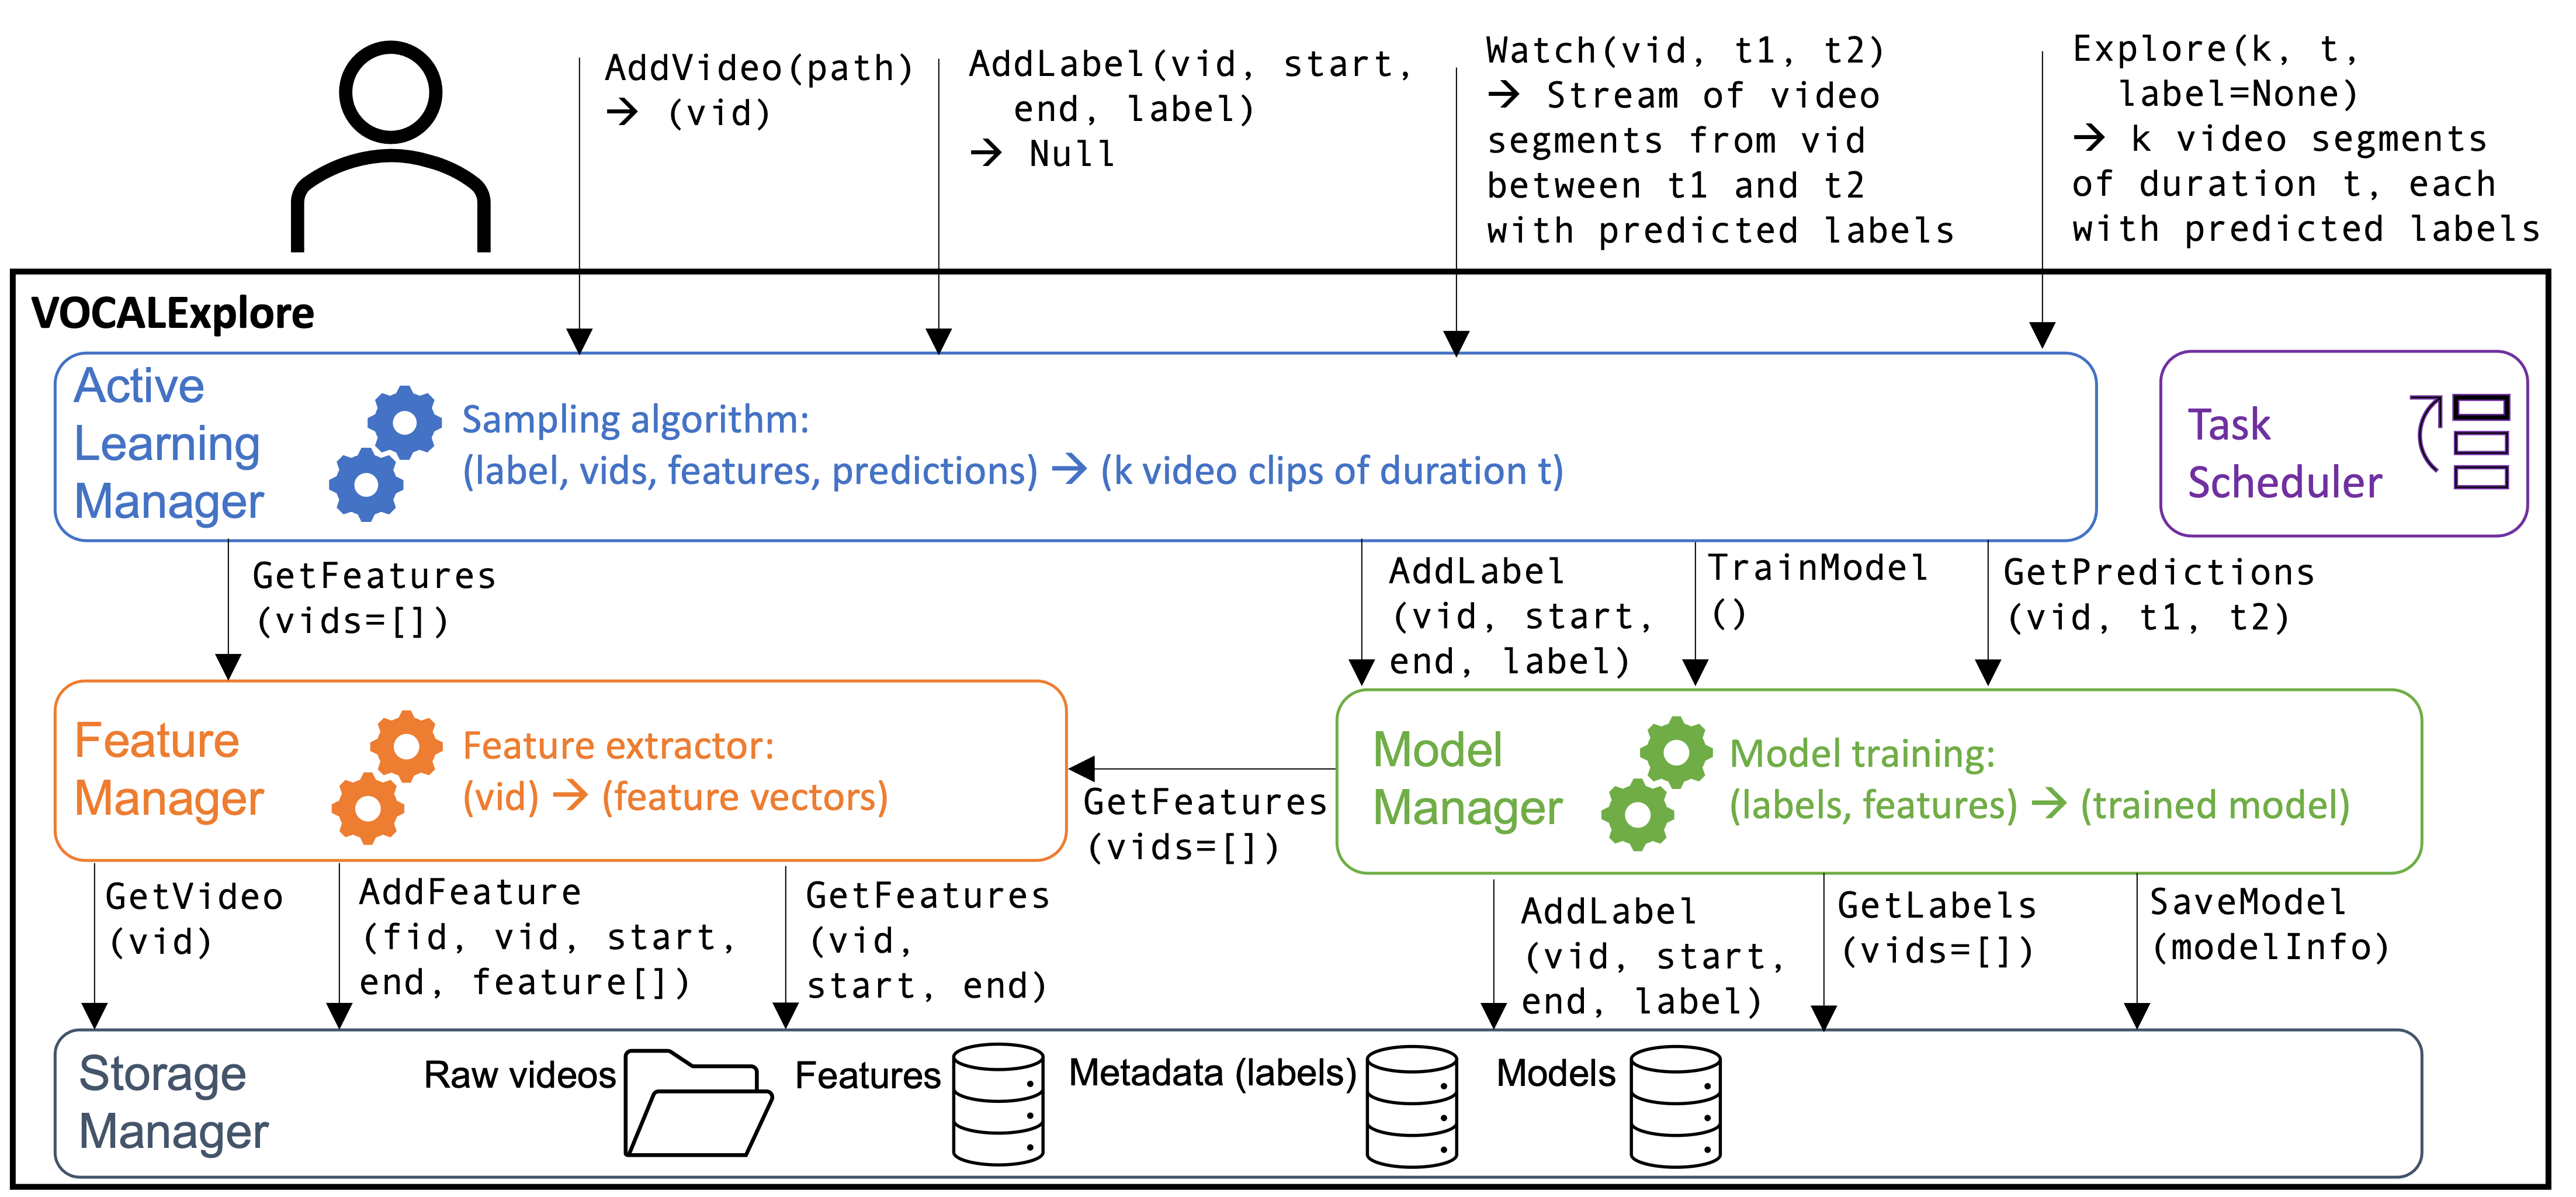 AddVideo(path)
→ (vid)
AddLabel(vid, start,
end, label)
→ Null
Watch(vid, t1, t2)
→ Stream of video
segments from vid
between t1 and t2
with predicted labels
Explore(k, t,
label=None)
→ k video segments
of duration t, each
with predicted labels
VOCALExplore
Active
Learning
Manager
Sampling algorithm:
(label, vids, features, predictions) → (k video clips of duration t)
Task
Scheduler
GetFeatures
(vids=[])
AddLabel
(vid, start,
end, label)
TrainModel
()
GetPredictions
(vid, t1, t2)
Feature
Manager
Feature extractor:
(vid) → (feature vectors)
GetFeatures
(vids=[])
Model
Manager
Model training:
(labels, features) → (trained model)
GetVideo
(vid)
AddFeature
(fid, vid, start,
end, feature[])
GetFeatures
(vid,
start, end)
AddLabel
(vid, start,
end, label)
GetLabels
(vids=[])
SaveModel
(modelInfo)
Storage
Manager
Raw videos
Features
Metadata (labels)
Models